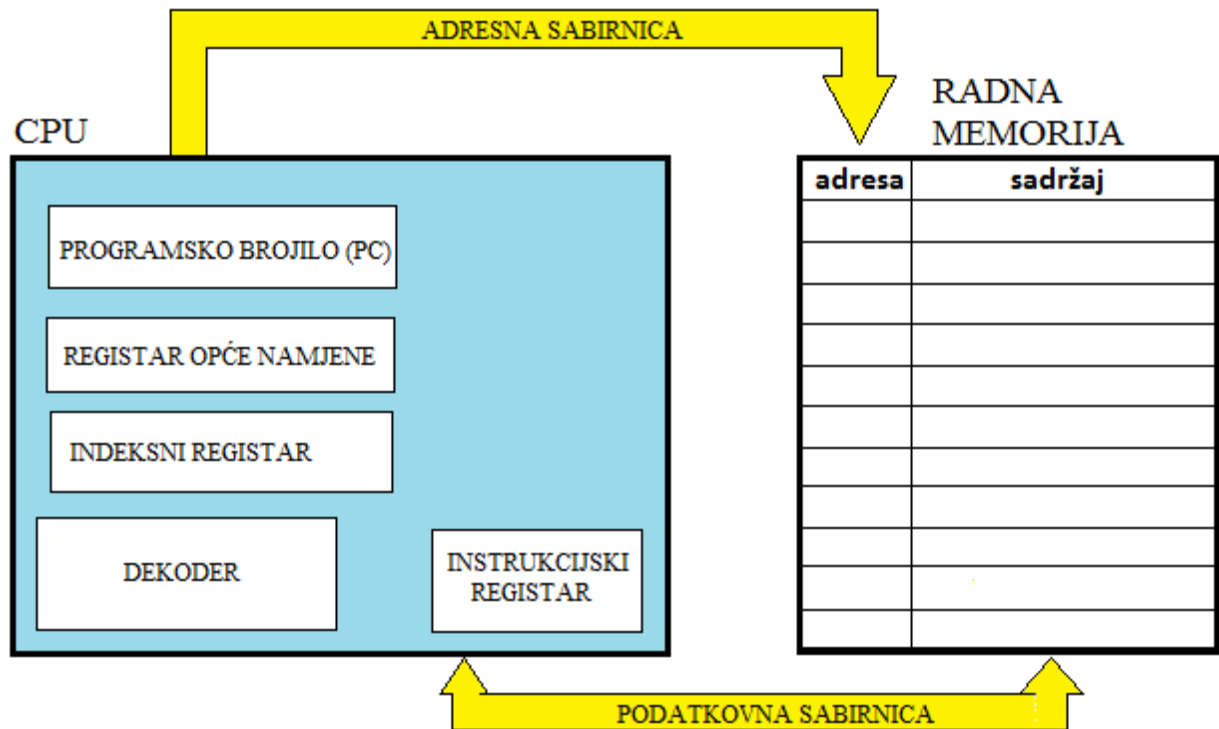 ADRESNA SABIRNICA
CPU
RADNA
MEMORIJA
PROGRAMSKO BROJILO (PC)
REGISTAR OPĆE NAMJENE
INDEKSNI REGISTAR
DEKODER
INSTRUKCIJSKI
REGISTAR
adresa sadržaj
PODATKOVNA SABIRNICA